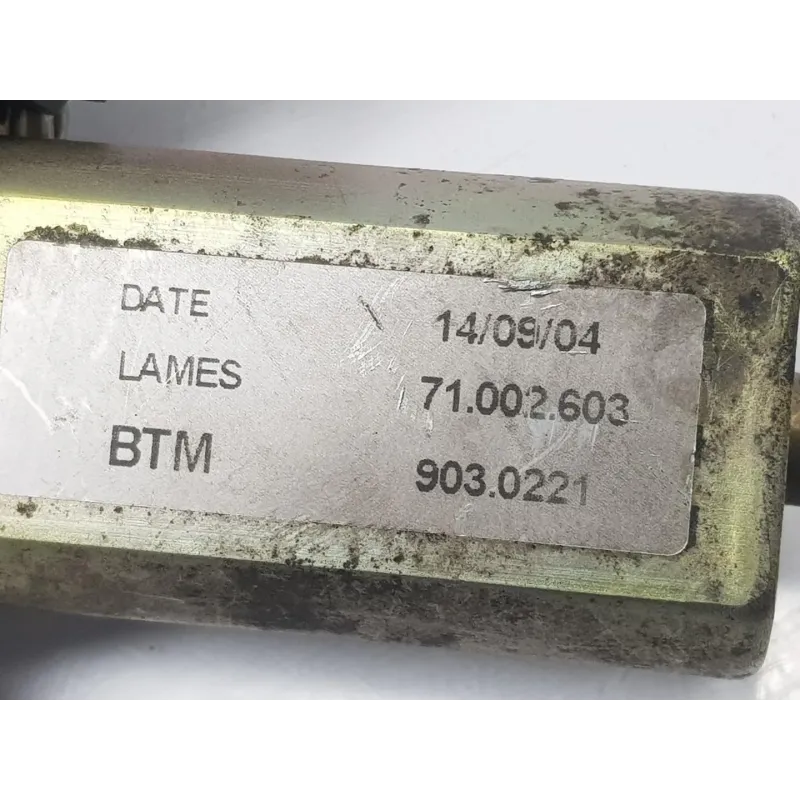 DATE 14/09/04
LAMES 71.002.603
BTM 903.0221